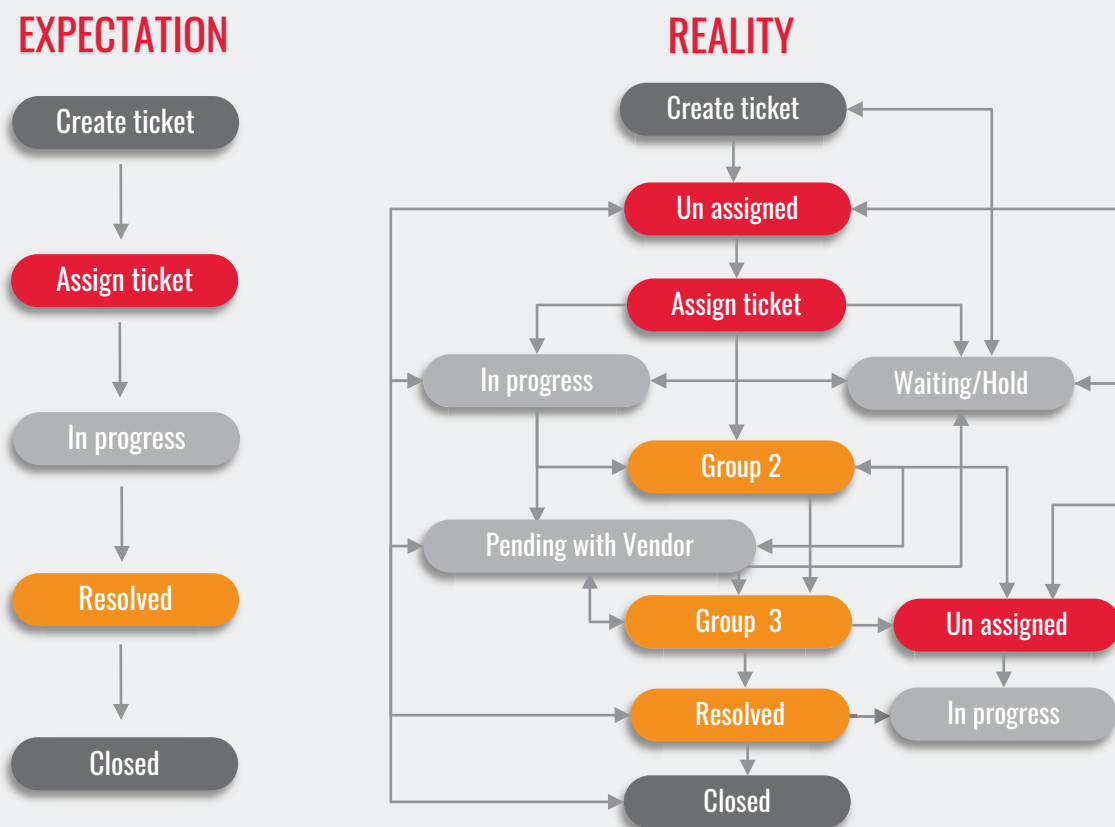 EXPECTATION
Create ticket
Assign ticket
In progress
Resolved
Closed
REALITY
Create ticket
Un assigned
Assign ticket
In progress
Waiting/Hold
Group 2
Pending with Vendor
Group 3
Un assigned
Resolved
In progress
Closed